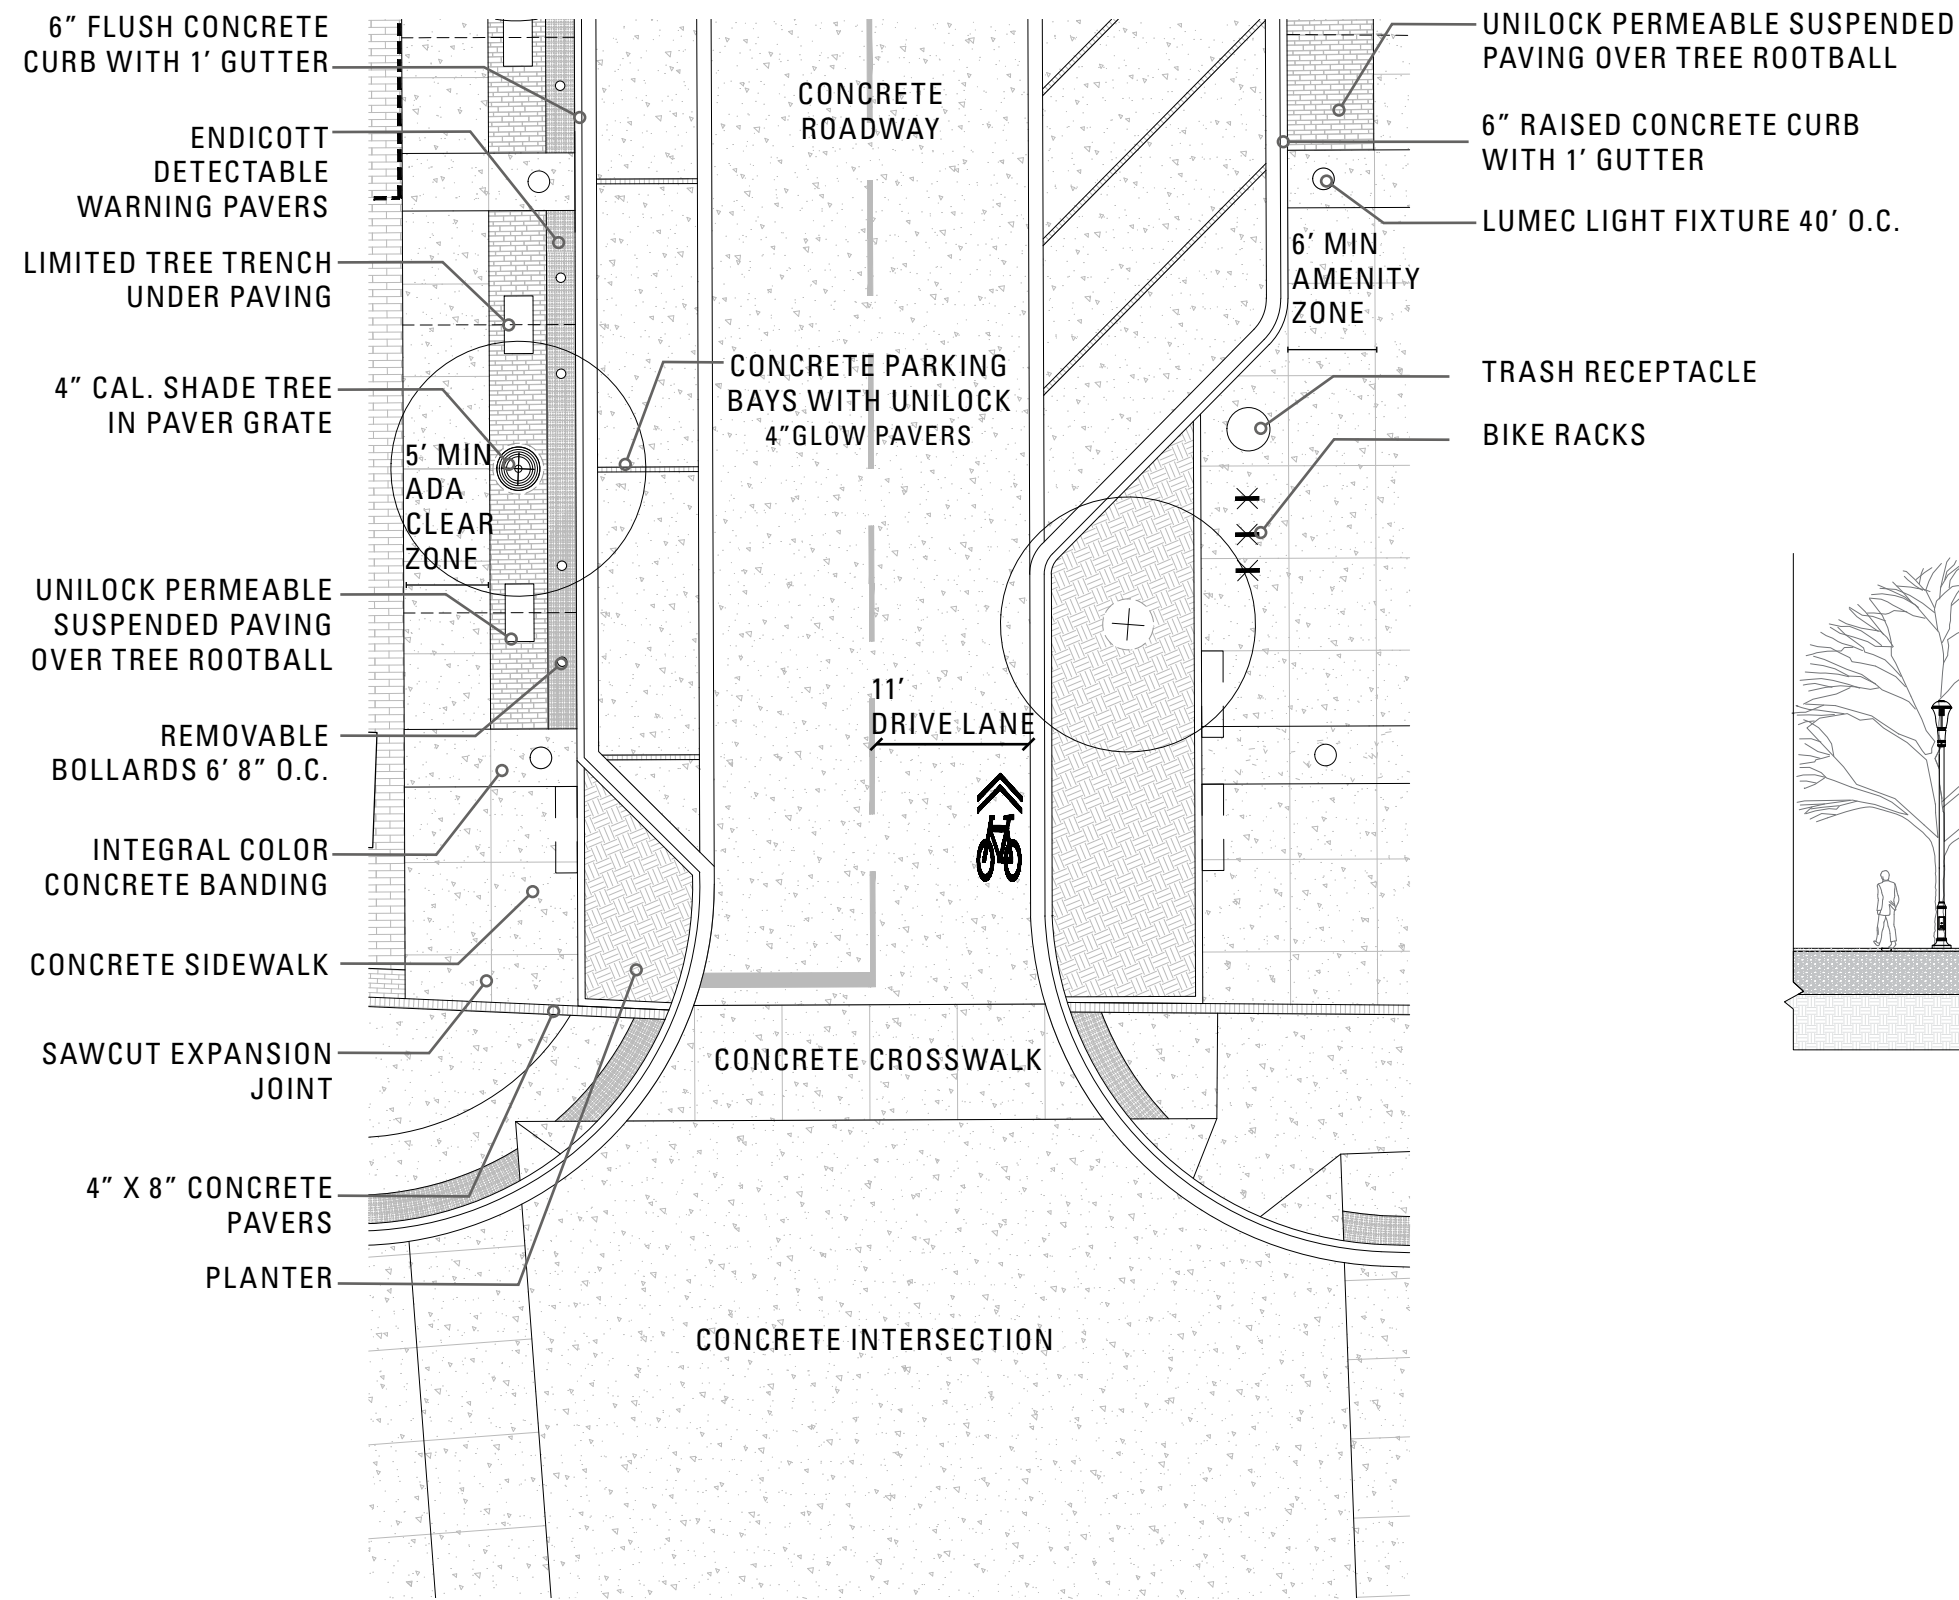 6” FLUSH CONCRETE
CURB WITH 1’ GUTTER
ENDICOTT
DETECTABLE
WARNING PAVERS
LIMITED TREE TRENCH
UNDER PAVING
4” CAL. SHADE TREE
IN PAVER GRATE
5’ MIN
ADA
CLEAR
ZONE
UNILOCK PERMEABLE
SUSPENDED PAVING
OVER TREE ROOTBALL
REMOVABLE
BOLLARDS 6’ 8” O.C.
INTEGRAL COLOR
CONCRETE BANDING
CONCRETE SIDEWALK
SAWCUT EXPANSION
JOINT
4” X 8” CONCRETE
PAVERS
PLANTER
CONCRETE
ROADWAY
CONCRETE PARKING
BAYS WITH UNILOCK
4”GLOW PAVERS
11’
DRIVE LANE
CONCRETE CROSSWALK
CONCRETE INTERSECTION
UNILOCK PERMEABLE SUSPENDED
PAVING OVER TREE ROOTBALL
6” RAISED CONCRETE CURB
WITH 1’ GUTTER
LUMEC LIGHT FIXTURE 40’ O.C.
6’ MIN
AMENITY
ZONE
TRASH RECEPTACLE
BIKE RACKS